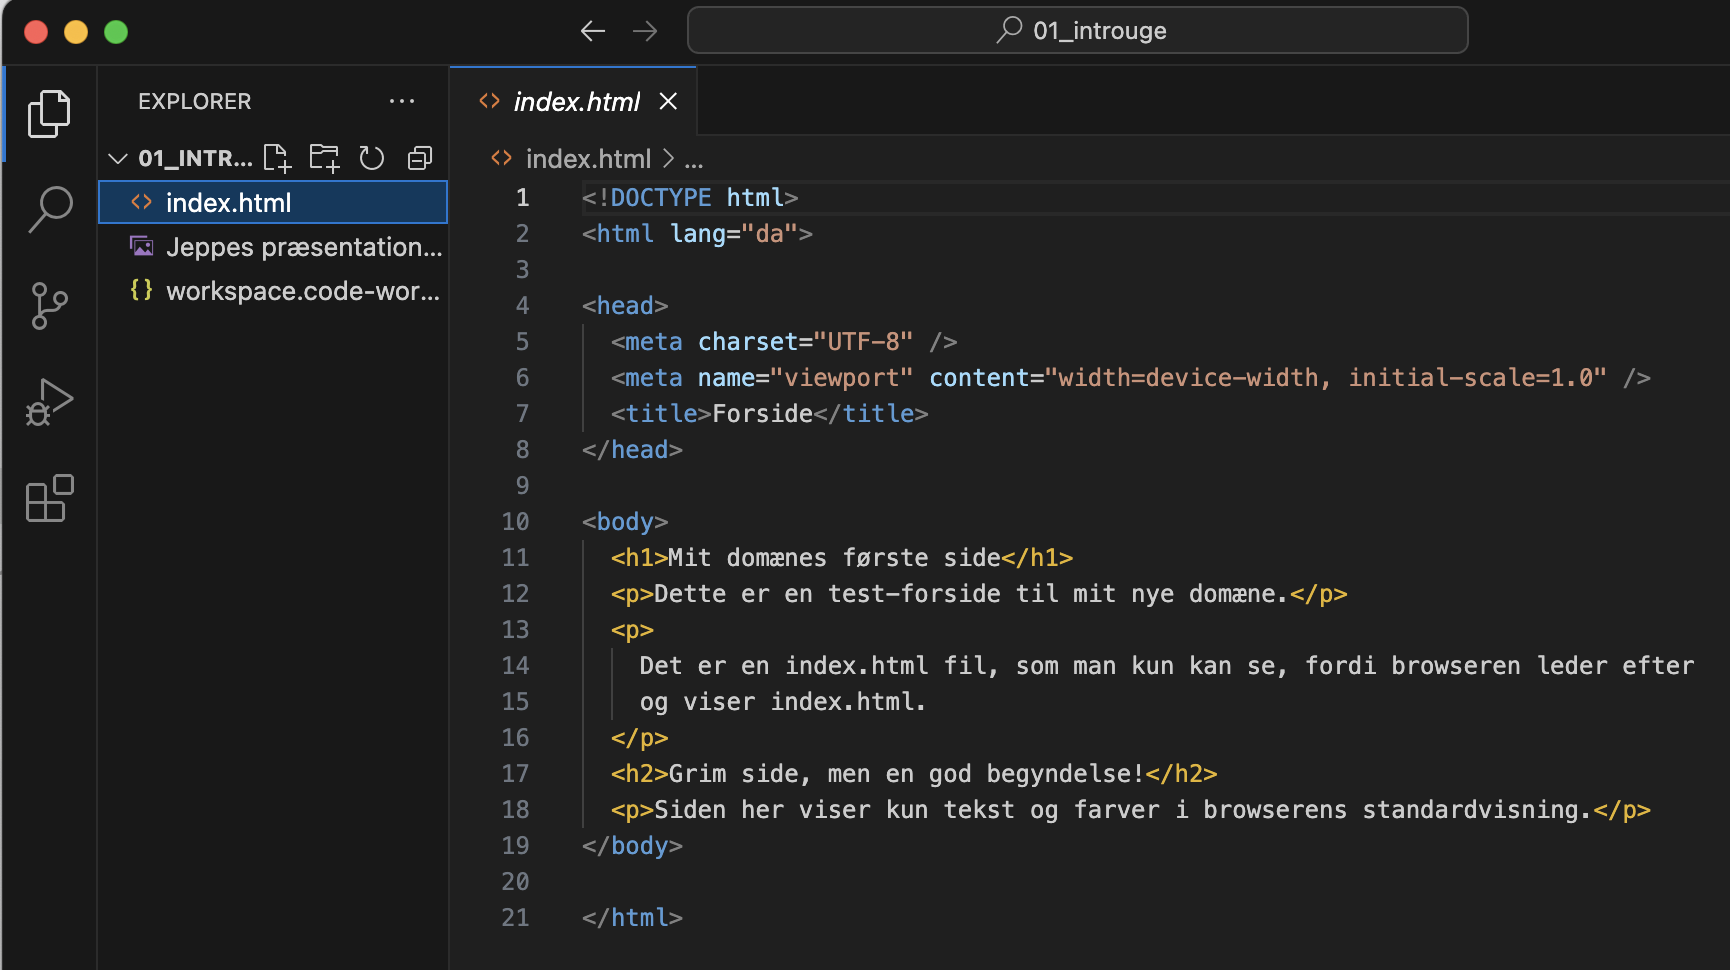 01_introuge
EXPLORER ...
01_INTR...
index.html
Jeppes præsentation...
{} workspace.code-wor...
<> index.html
<> index.html > ...
1 <!DOCTYPE html>
2 <html lang="da">
3
4 <head>
5 <meta charset="UTF-8" />
6 <meta name="viewport" content="width=device-width, initial-scale=1.0" />
7 <title>Forside</title>
8 </head>
9
10 <body>
11 <h1>Mit domænes første side</h1>
12 <p>Dette er en test-forside til mit nye domæne.</p>
13 <p>
14 Det er en index.html fil, som man kun kan se, fordi browseren leder efter
15 og viser index.html.
16 </p>
17 <h2>Grim side, men en god begyndelse!</h2>
18 <p>Siden her viser kun tekst og farver i browserens standardvisning.</p>
19 </body>
20
21 </html>